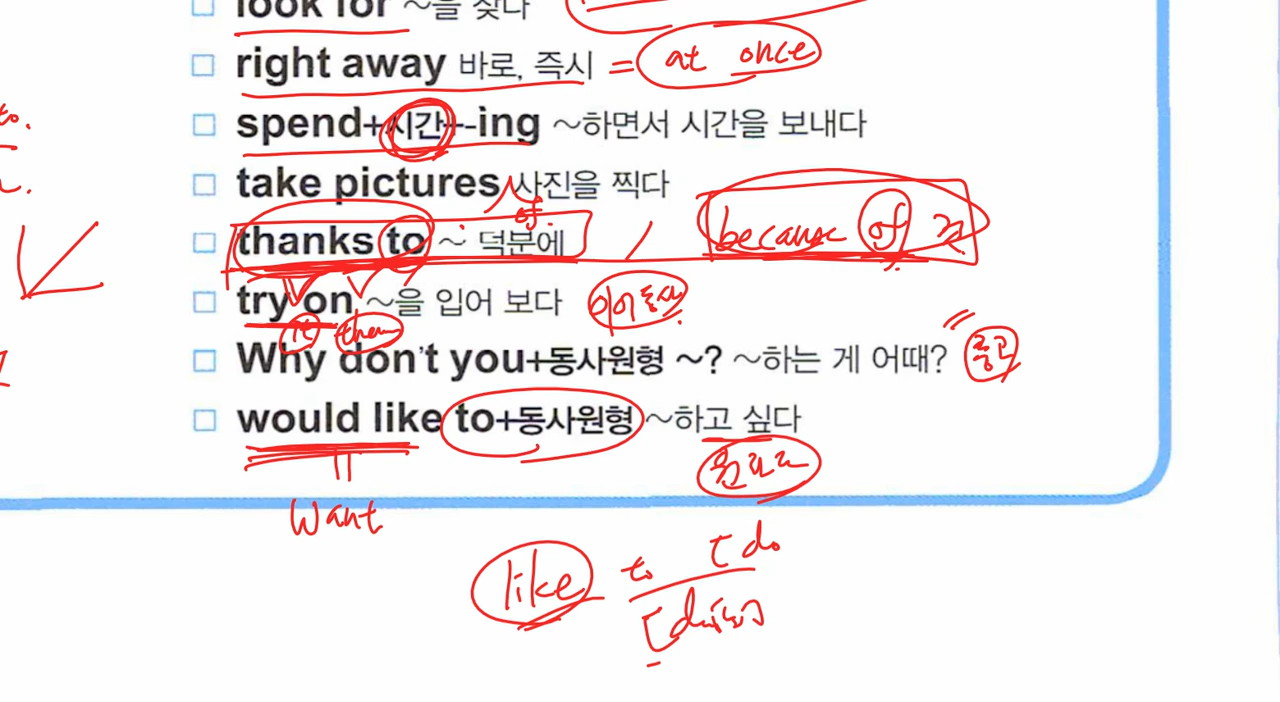 look for ~을 찾다
right away 바로, 즉시 = at once
to.
spend+시간+-ing ~하면서 시간을 보내다
take pictures 사진을 찍다
of
thanks to ~ 덕분에 / because of
try on ~을 입어 보다 이어동사
it them
Why don't you+동사원형 ~? ~하는 게 어때? 충고
would like to+동사원형 ~하고 싶다
want
like to do
doing